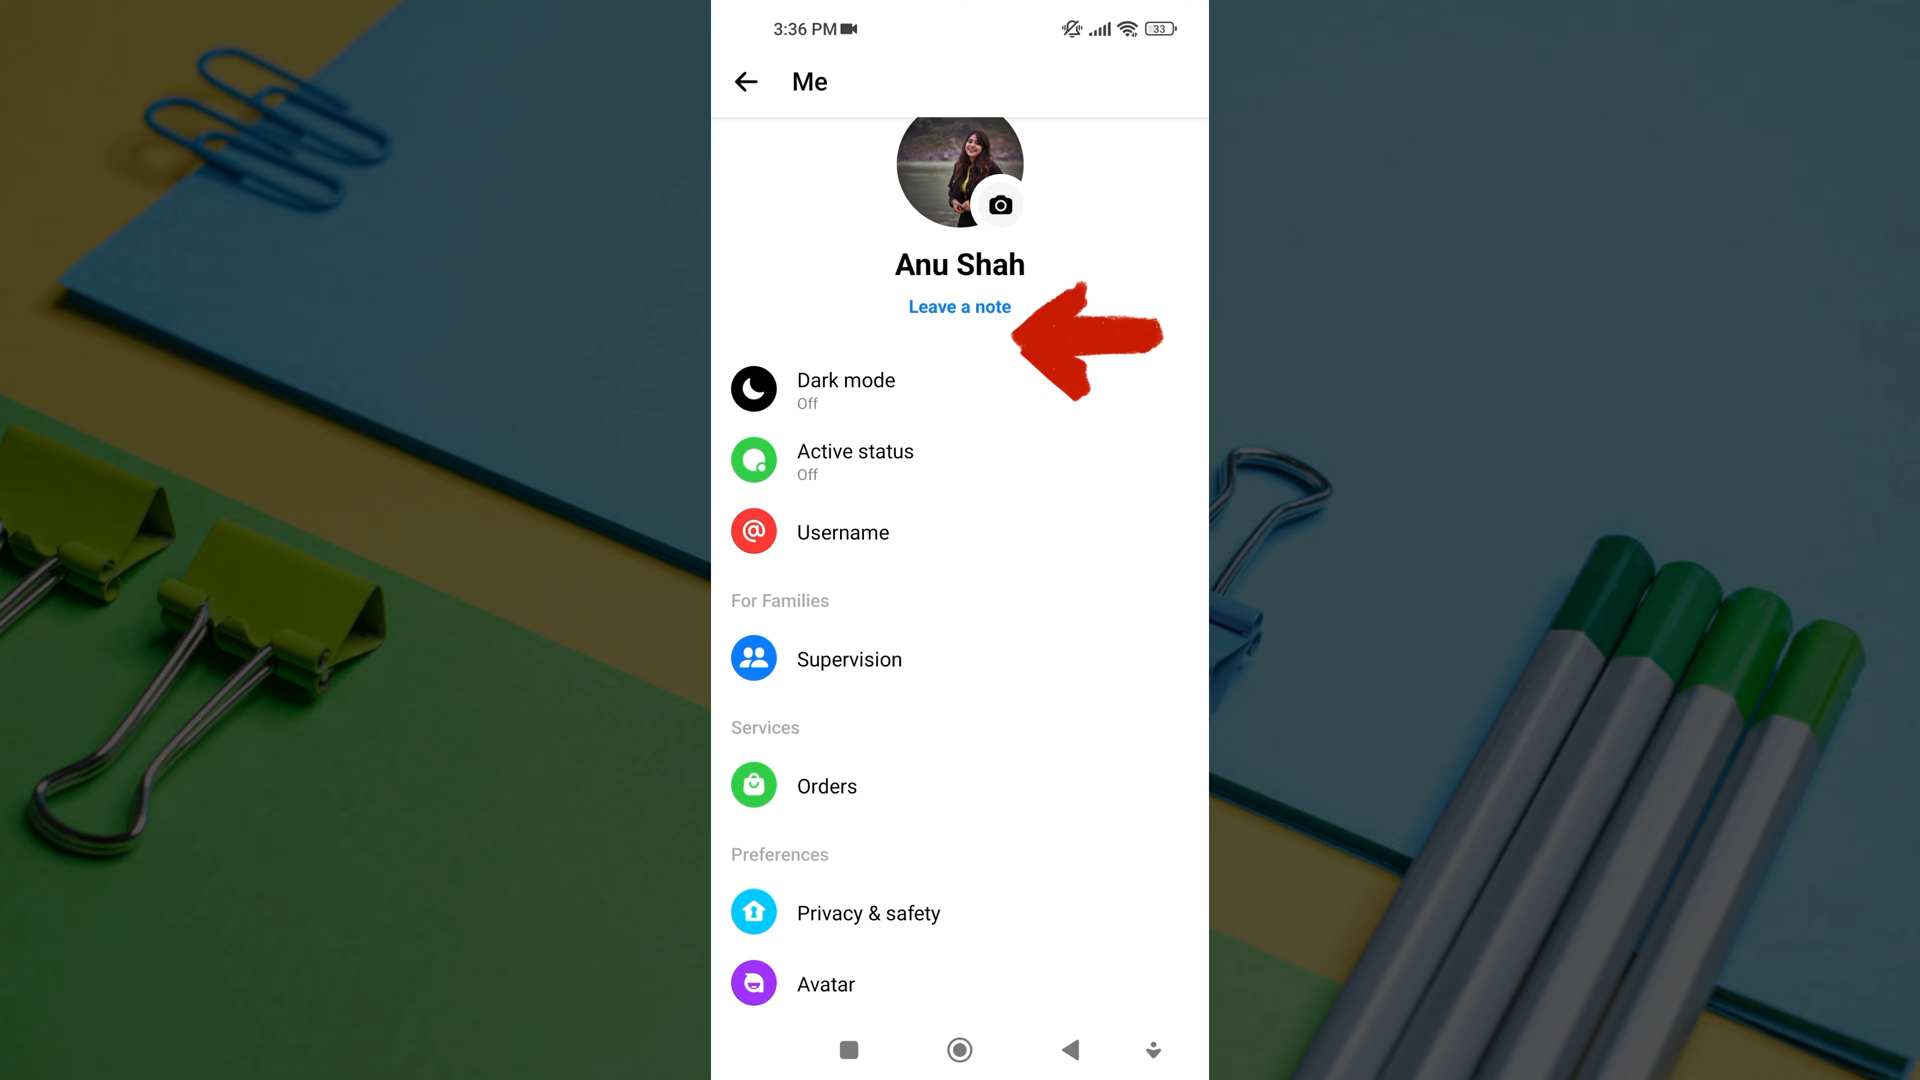 3:36 PM
33
Me
Anu Shah
Leave a note
Dark mode
Off
Active status
Off
Username
For Families
Supervision
Services
Orders
Preferences
Privacy & safety
Avatar